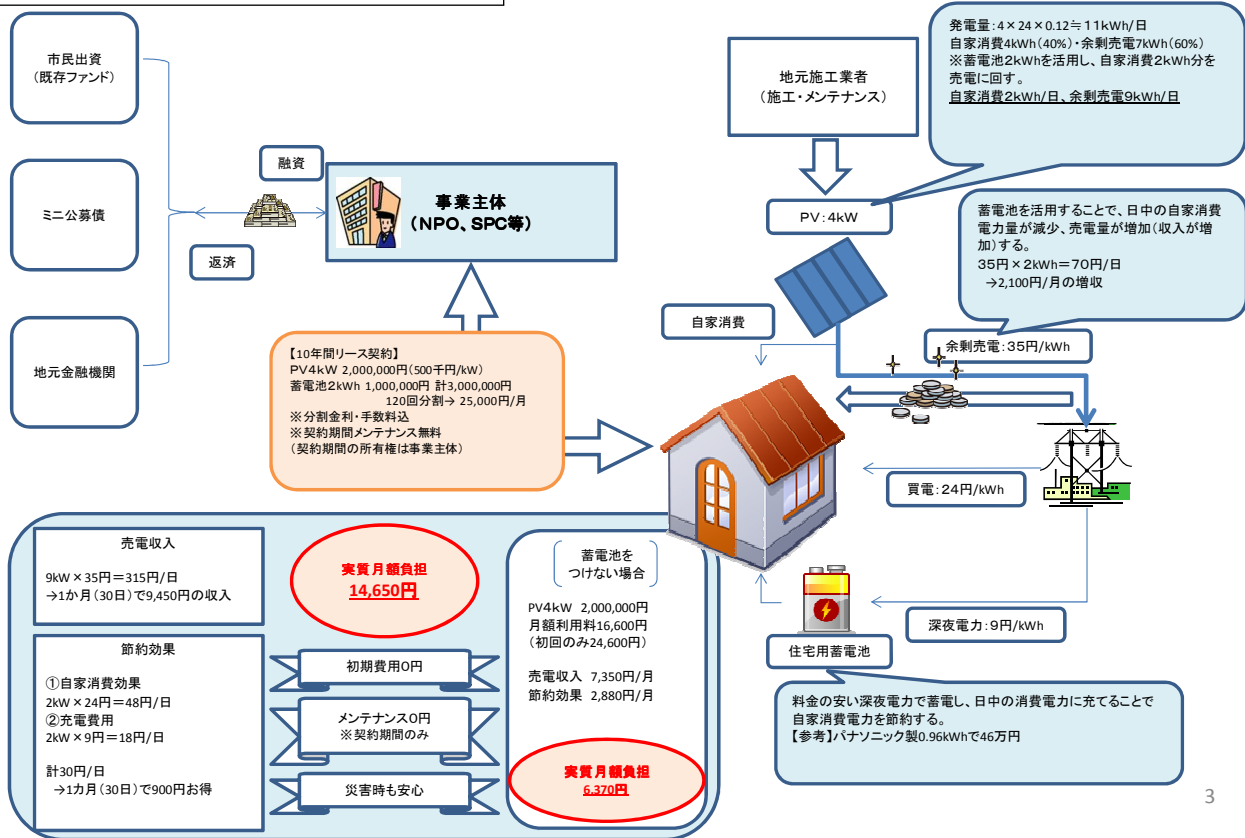 市民出資
(既存ファンド)
ミニ公募債
地元金融機関
融資
返済
事業主体
(NPO、SPC等)
地元施工業者
(施工・メンテナンス)
発電量:4×24×0.12≒11kWh/日
自家消費4kWh(40%)・余剰売電7kWh(60%)
※蓄電池2kWhを活用し、自家消費2kWh分を
売電に回す。
自家消費2kWh/日、余剰売電9kWh/日
PV:4kW
蓄電池を活用することで、日中の自家消費
電力量が減少、売電量が増加(収入が増
加)する。
35円×2kWh=70円/日
→2,100円/月の増収
自家消費
余剰売電:35円/kWh
【10年間リース契約】
PV4kW 2,000,000円(500千円/kW)
蓄電池2kWh 1,000,000円 計3,000,000円
120回分割→ 25,000円/月
※分割金利・手数料込
※契約期間メンテナンス無料
(契約期間の所有権は事業主体)
買電:24円/kWh
深夜電力:9円/kWh
住宅用蓄電池
料金の安い深夜電力で蓄電し、日中の消費電力に充てることで
自家消費電力を節約する。
【参考】パナソニック製0.96kWhで46万円
売電収入
9kW×35円=315円/日
→1か月(30日)で9,450円の収入
節約効果
①自家消費効果
2kW×24円=48円/日
②充電費用
2kW×9円=18円/日
計30円/日
→1カ月(30日)で900円お得
実質月額負担
14,650円
初期費用0円
メンテナンス0円
※契約期間のみ
災害時も安心
蓄電池を
つけない場合
PV4kW 2,000,000円
月額利用料16,600円
(初回のみ24,600円)
売電収入 7,350円/月
節約効果 2,880円/月
実質月額負担
6,370円
3